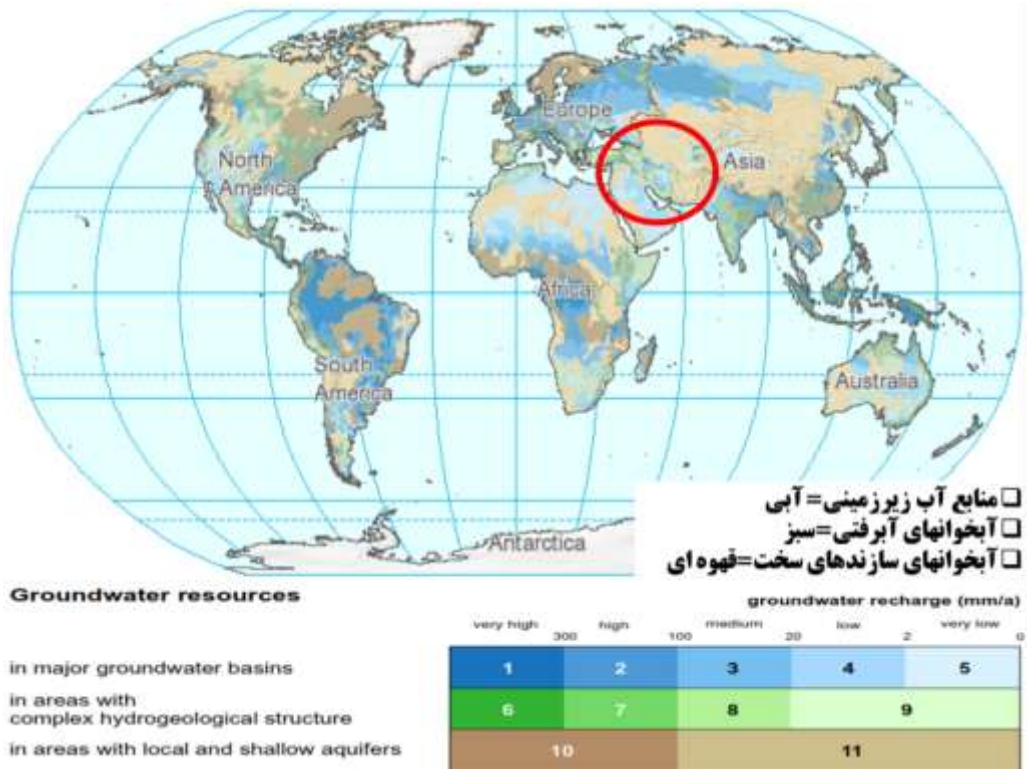 Europe
North
America
Asia
Africa
South
America
Australia
Antarctica
❑منابع آب زیرزمینی=آبی
❑آبخوانهای آبرفتی=سبز
❑آبخوانهای سازندهای سخت=قهوه ای
Groundwater resources
groundwater recharge (mm/a)
very high 300 high 100 medium 20 low 2 very low 0
in major groundwater basins 1 2 3 4 5
in areas with
complex hydrogeological structure 6 7 8 9
in areas with local and shallow aquifers 10 11